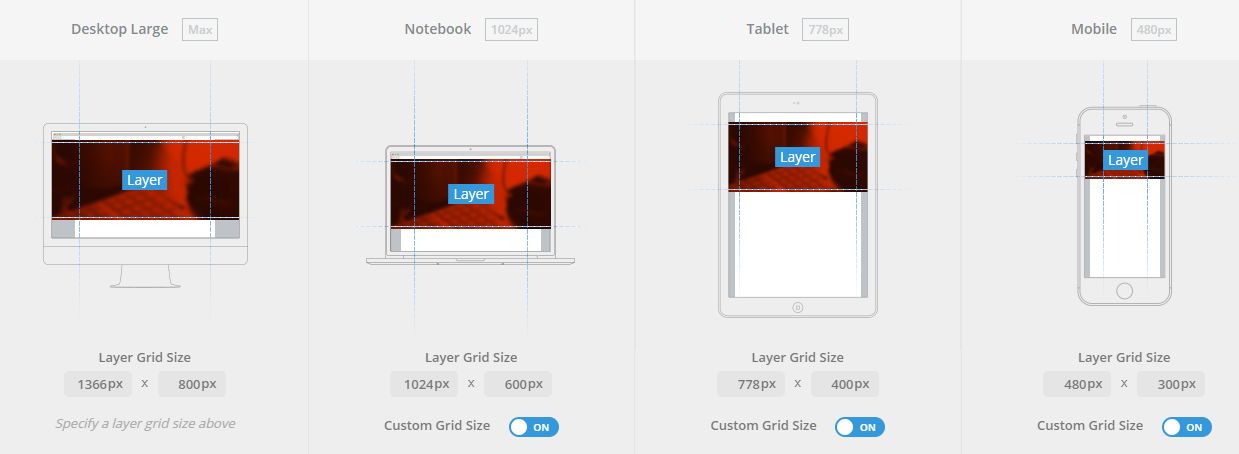 Desktop Large Max
Notebook 1024px
Tablet 778px
Mobile 480px
Layer
Layer
Layer
Layer
Layer Grid Size
1366px x 800px
Specify a layer grid size above
Layer Grid Size
1024px x 600px
Custom Grid Size ON
Layer Grid Size
778px x 400px
Custom Grid Size ON
Layer Grid Size
480px x 300px
Custom Grid Size ON